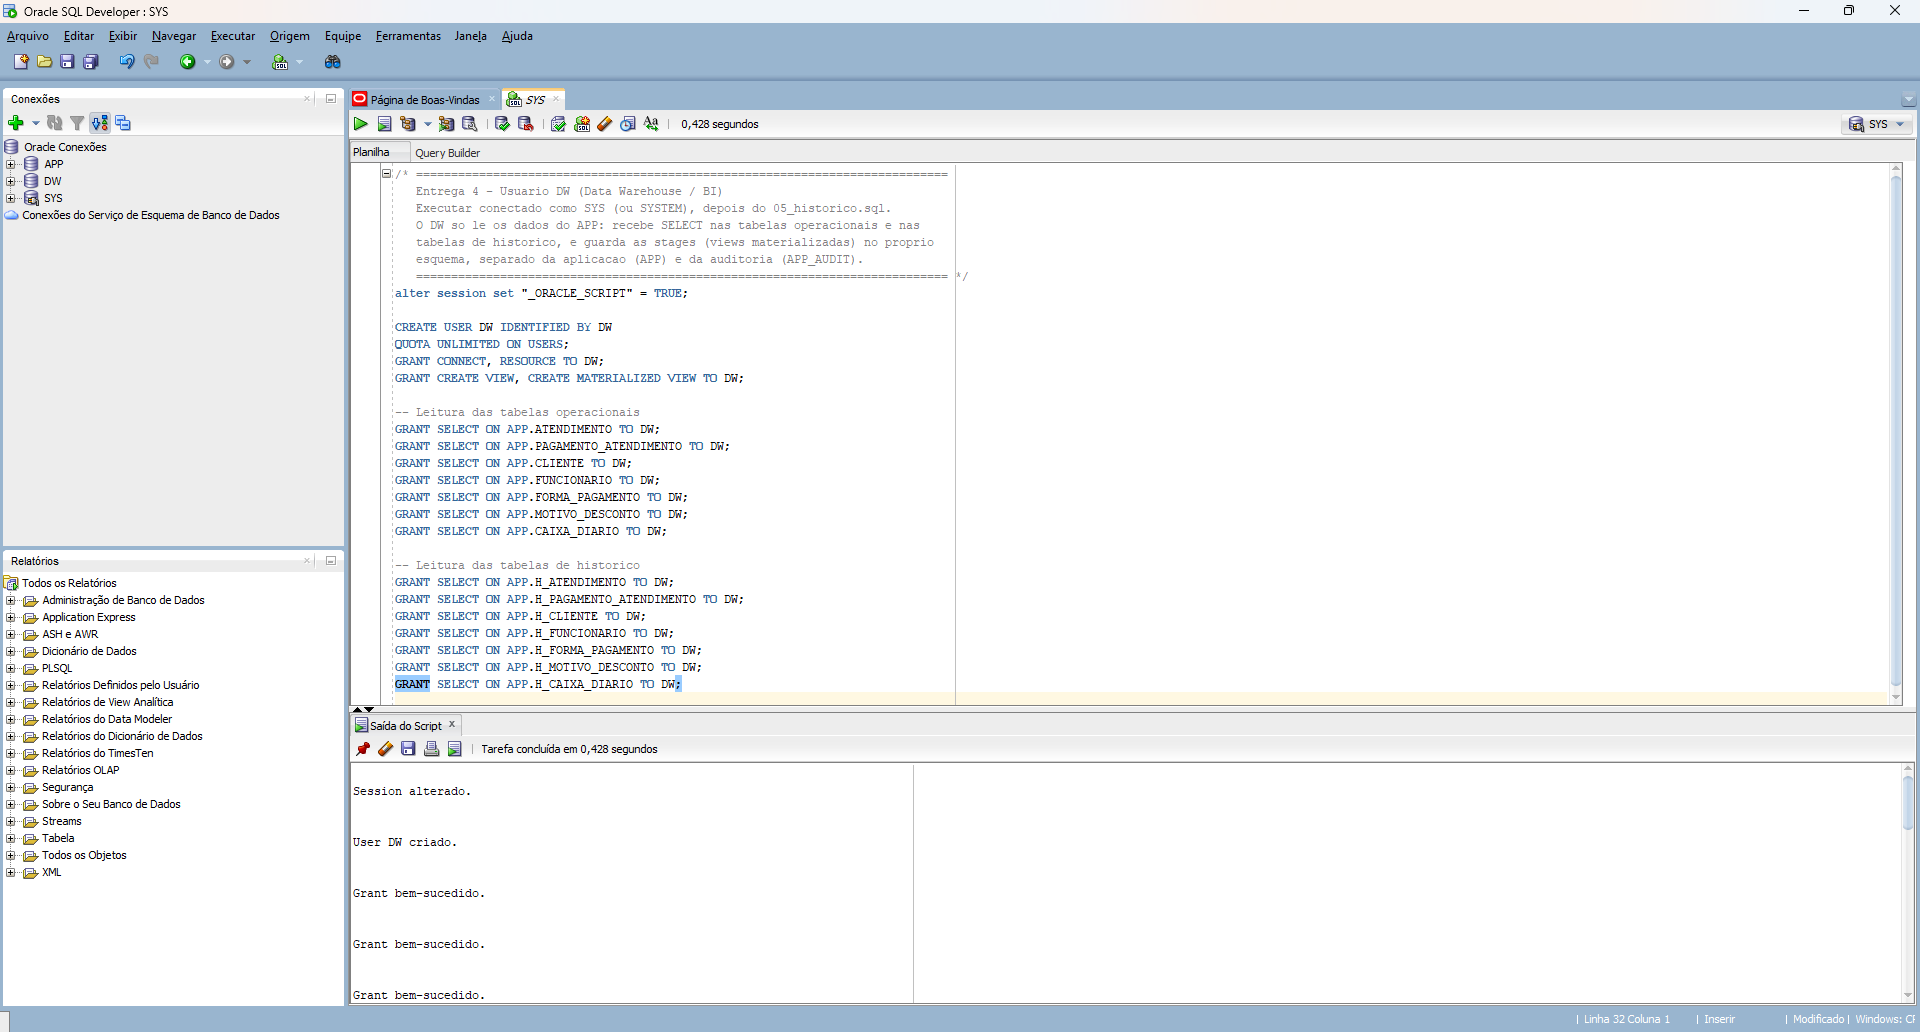 Oracle SQL Developer : SYS
Arquivo Editar Exibir Navegar Executar Origem Equipe Ferramentas Janela Ajuda
Conexões
Oracle Conexões
APP
DW
SYS
Conexões do Serviço de Esquema de Banco de Dados
Relatórios
Todos os Relatórios
Administração de Banco de Dados
Application Express
ASH e AWR
Dicionário de Dados
PLSQL
Relatórios Definidos pelo Usuário
Relatórios de View Analítica
Relatórios do Data Modeler
Relatórios do Dicionário de Dados
Relatórios do TimesTen
Relatórios OLAP
Segurança
Sobre o Seu Banco de Dados
Streams
Tabela
Todos os Objetos
XML
Página de Boas-Vindas SYS
0,428 segundos
SYS
Planilha Query Builder
/* ============================================================================
Entrega 4 - Usuario DW (Data Warehouse / BI)
Executar conectado como SYS (ou SYSTEM), depois do 05_historico.sql.
O DW so le os dados do APP: recebe SELECT nas tabelas operacionais e nas
tabelas de historico, e guarda as stages (views materializadas) no proprio
esquema, separado da aplicacao (APP) e da auditoria (APP_AUDIT).
============================================================================ */
alter session set "_ORACLE_SCRIPT" = TRUE;
CREATE USER DW IDENTIFIED BY DW
QUOTA UNLIMITED ON USERS;
GRANT CONNECT, RESOURCE TO DW;
GRANT CREATE VIEW, CREATE MATERIALIZED VIEW TO DW;
-- Leitura das tabelas operacionais
GRANT SELECT ON APP.ATENDIMENTO TO DW;
GRANT SELECT ON APP.PAGAMENTO_ATENDIMENTO TO DW;
GRANT SELECT ON APP.CLIENTE TO DW;
GRANT SELECT ON APP.FUNCIONARIO TO DW;
GRANT SELECT ON APP.FORMA_PAGAMENTO TO DW;
GRANT SELECT ON APP.MOTIVO_DESCONTO TO DW;
GRANT SELECT ON APP.CAIXA_DIARIO TO DW;
-- Leitura das tabelas de historico
GRANT SELECT ON APP.H_ATENDIMENTO TO DW;
GRANT SELECT ON APP.H_PAGAMENTO_ATENDIMENTO TO DW;
GRANT SELECT ON APP.H_CLIENTE TO DW;
GRANT SELECT ON APP.H_FUNCIONARIO TO DW;
GRANT SELECT ON APP.H_FORMA_PAGAMENTO TO DW;
GRANT SELECT ON APP.H_MOTIVO_DESCONTO TO DW;
GRANT SELECT ON APP.H_CAIXA_DIARIO TO DW;
Saída do Script
Tarefa concluída em 0,428 segundos
Session alterado.
User DW criado.
Grant bem-sucedido.
Grant bem-sucedido.
Grant bem-sucedido.
| Linha 32 Coluna 1 | Inserir | Modificado | Windows: